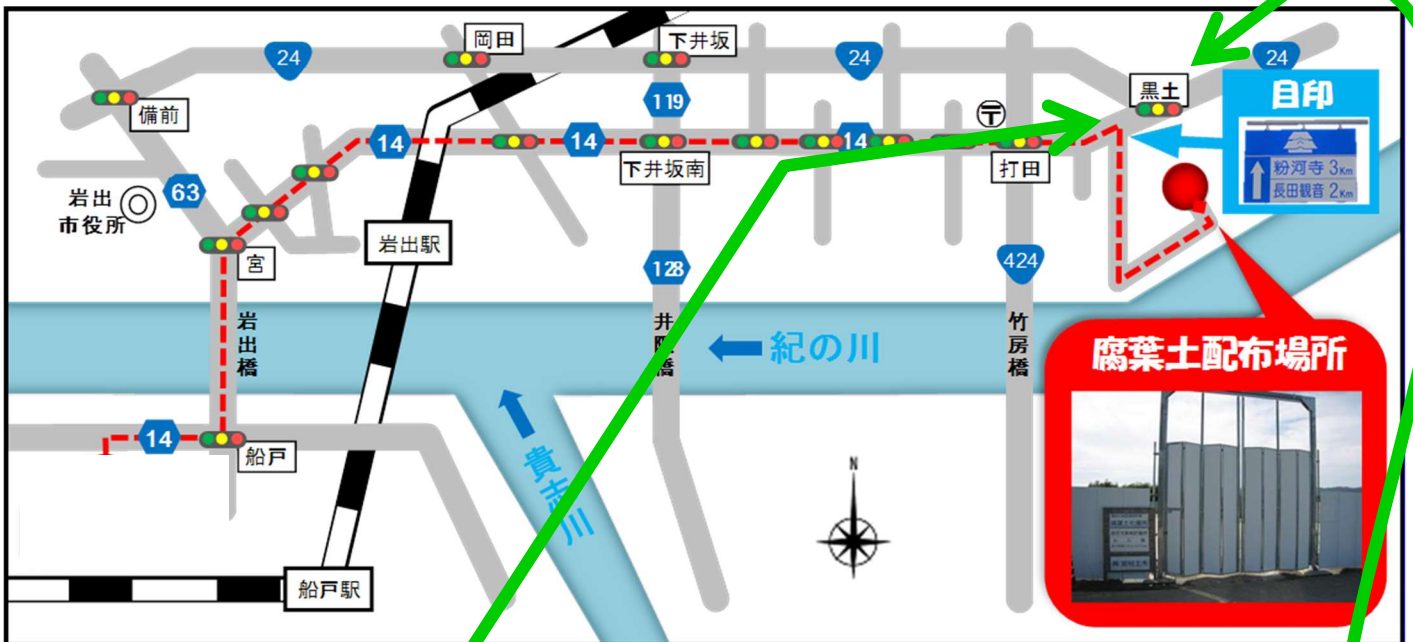 岡田
下井坂
24
24
24
備前
119
黒土
目印
粉河寺 3Km
長田観音 2Km
14
14
14
下井坂南
打田
岩出
市役所
63
宮
岩出駅
128
424
岩出橋
竹房橋
紀の川
腐葉土配布場所
14
船戸
貴志川
N
船戸駅